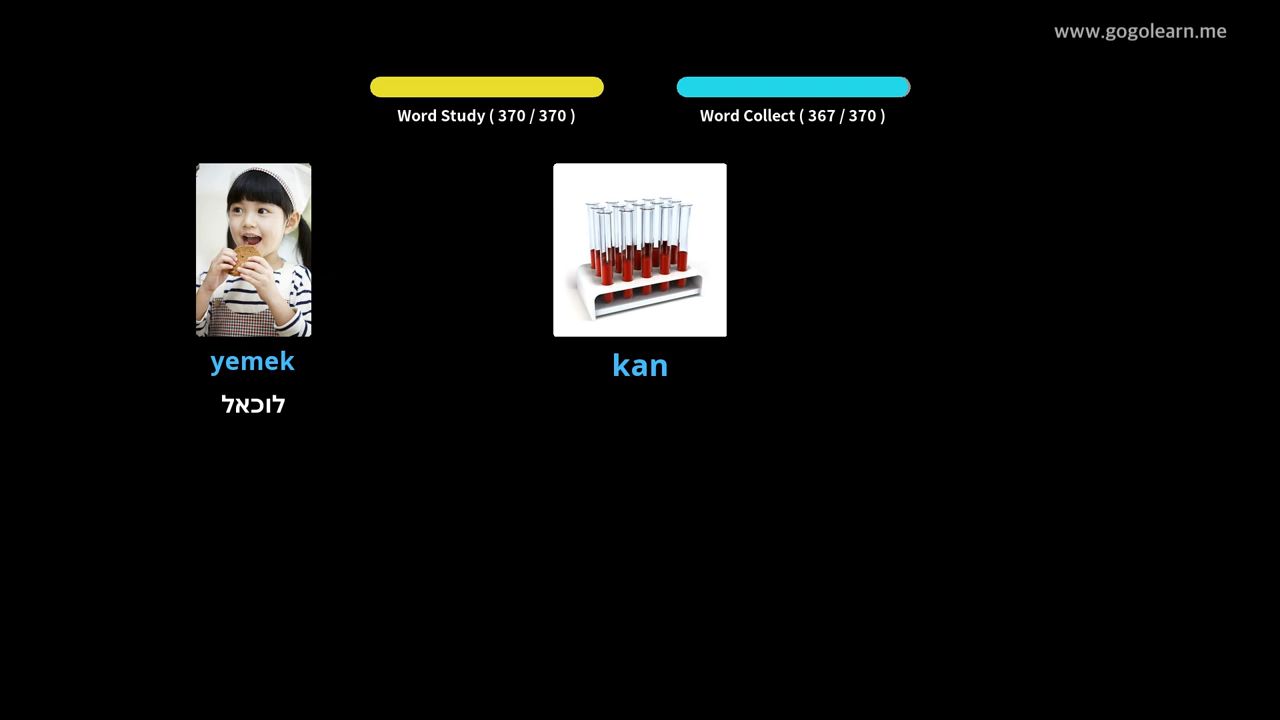 www.gogolearn.me
Word Study ( 370 / 370 )
Word Collect ( 367 / 370 )
yemek
kan
לוכאל